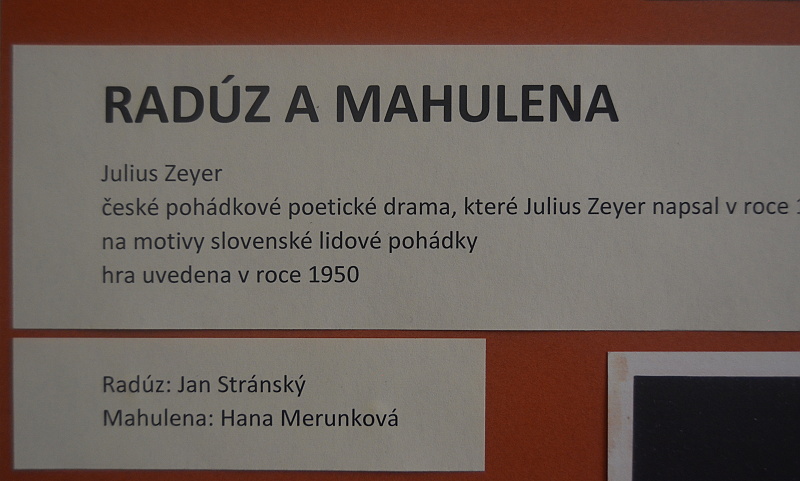 RADÚZ A MAHULENA
Julius Zeyer
české pohádkové poetické drama, které Julius Zeyer napsal v roce
na motivy slovenské lidové pohádky
hra uvedena v roce 1950
Radúz: Jan Stránský
Mahulena: Hana Merunková